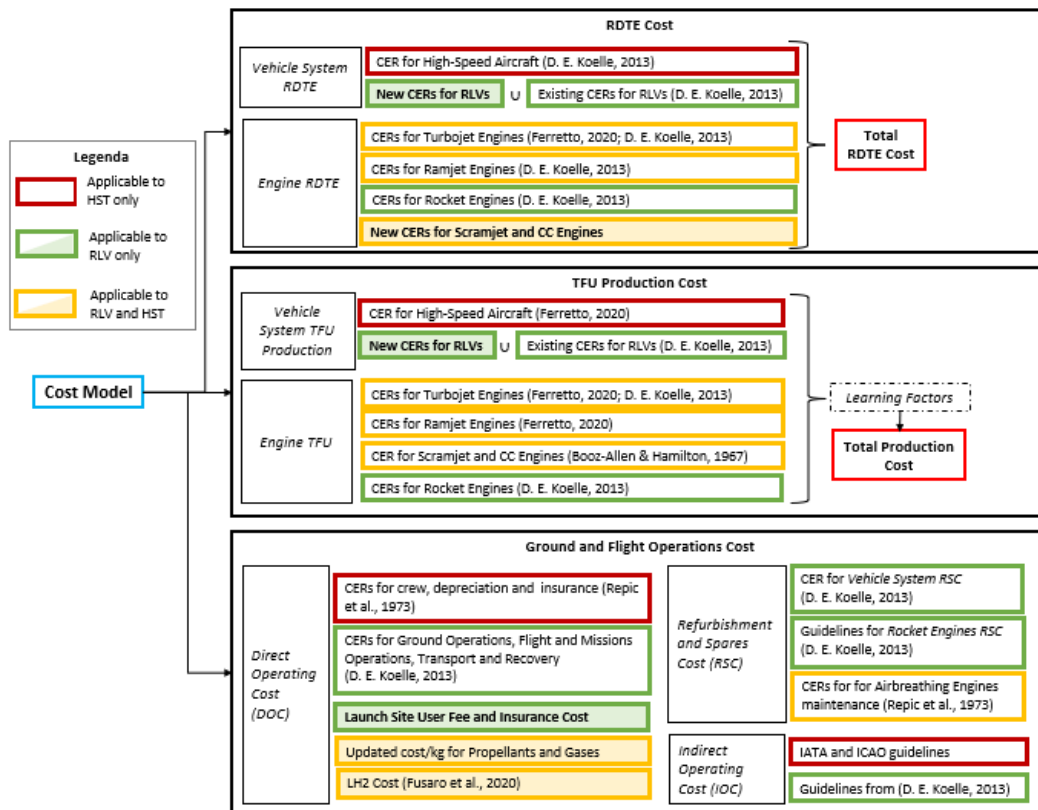 RDTE Cost
Vehicle System
RDTE
CER for High-Speed Aircraft (D. E. Koelle, 2013)
New CERs for RLVs
∪
Existing CERs for RLVs (D. E. Koelle, 2013)
Engine RDTE
CERs for Turbojet Engines (Ferretto, 2020; D. E. Koelle, 2013)
CERs for Ramjet Engines (D. E. Koelle, 2013)
CERs for Rocket Engines (D. E. Koelle, 2013)
New CERs for Scramjet and CC Engines
Total
RDTE Cost
Legenda
Applicable to
HST only
Applicable to
RLV only
Applicable to
RLV and HST
Cost Model
TFU Production Cost
Vehicle
System TFU
Production
CER for High-Speed Aircraft (Ferretto, 2020)
New CERs for RLVs
∪
Existing CERs for RLVs (D. E. Koelle, 2013)
Engine TFU
CERs for Turbojet Engines (Ferretto, 2020; D. E. Koelle, 2013)
CERs for Ramjet Engines (Ferretto, 2020)
CER for Scramjet and CC Engines (Booz-Allen & Hamilton, 1967)
CERs for Rocket Engines (D. E. Koelle, 2013)
Learning Factors
Total Production
Cost
Ground and Flight Operations Cost
Direct
Operating
Cost
(DOC)
CERs for crew, depreciation and insurance (Repic
et al., 1973)
CERs for Ground Operations, Flight and Missions
Operations, Transport and Recovery
(D. E. Koelle, 2013)
Launch Site User Fee and Insurance Cost
Updated cost/kg for Propellants and Gases
LH2 Cost (Fusaro et al., 2020)
Refurbishment
and Spares
Cost (RSC)
CER for Vehicle System RSC
(D. E. Koelle, 2013)
Guidelines for Rocket Engines RSC
(D. E. Koelle, 2013)
CERs for for Airbreathing Engines
maintenance (Repic et al., 1973)
Indirect
Operating
Cost (IOC)
IATA and ICAO guidelines
Guidelines from (D. E. Koelle, 2013)